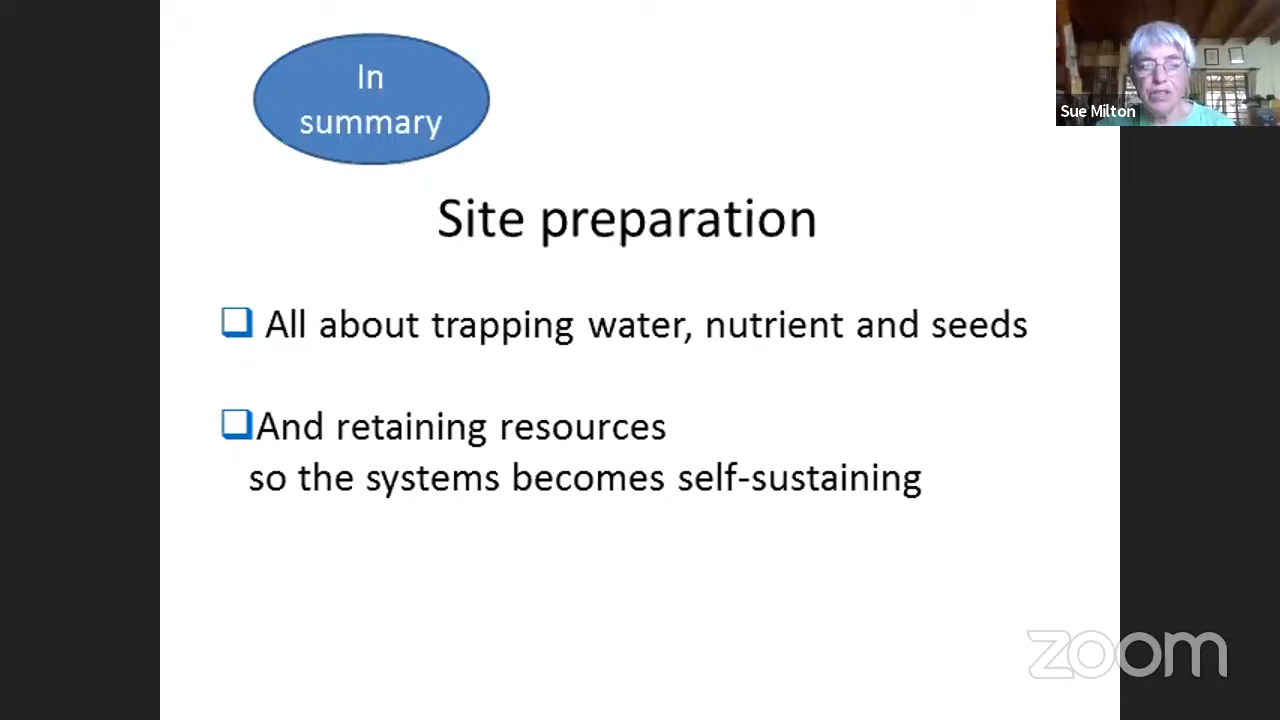 In
summary
Sue Milton
Site preparation
All about trapping water, nutrient and seeds
And retaining resources
so the systems becomes self-sustaining
zoom